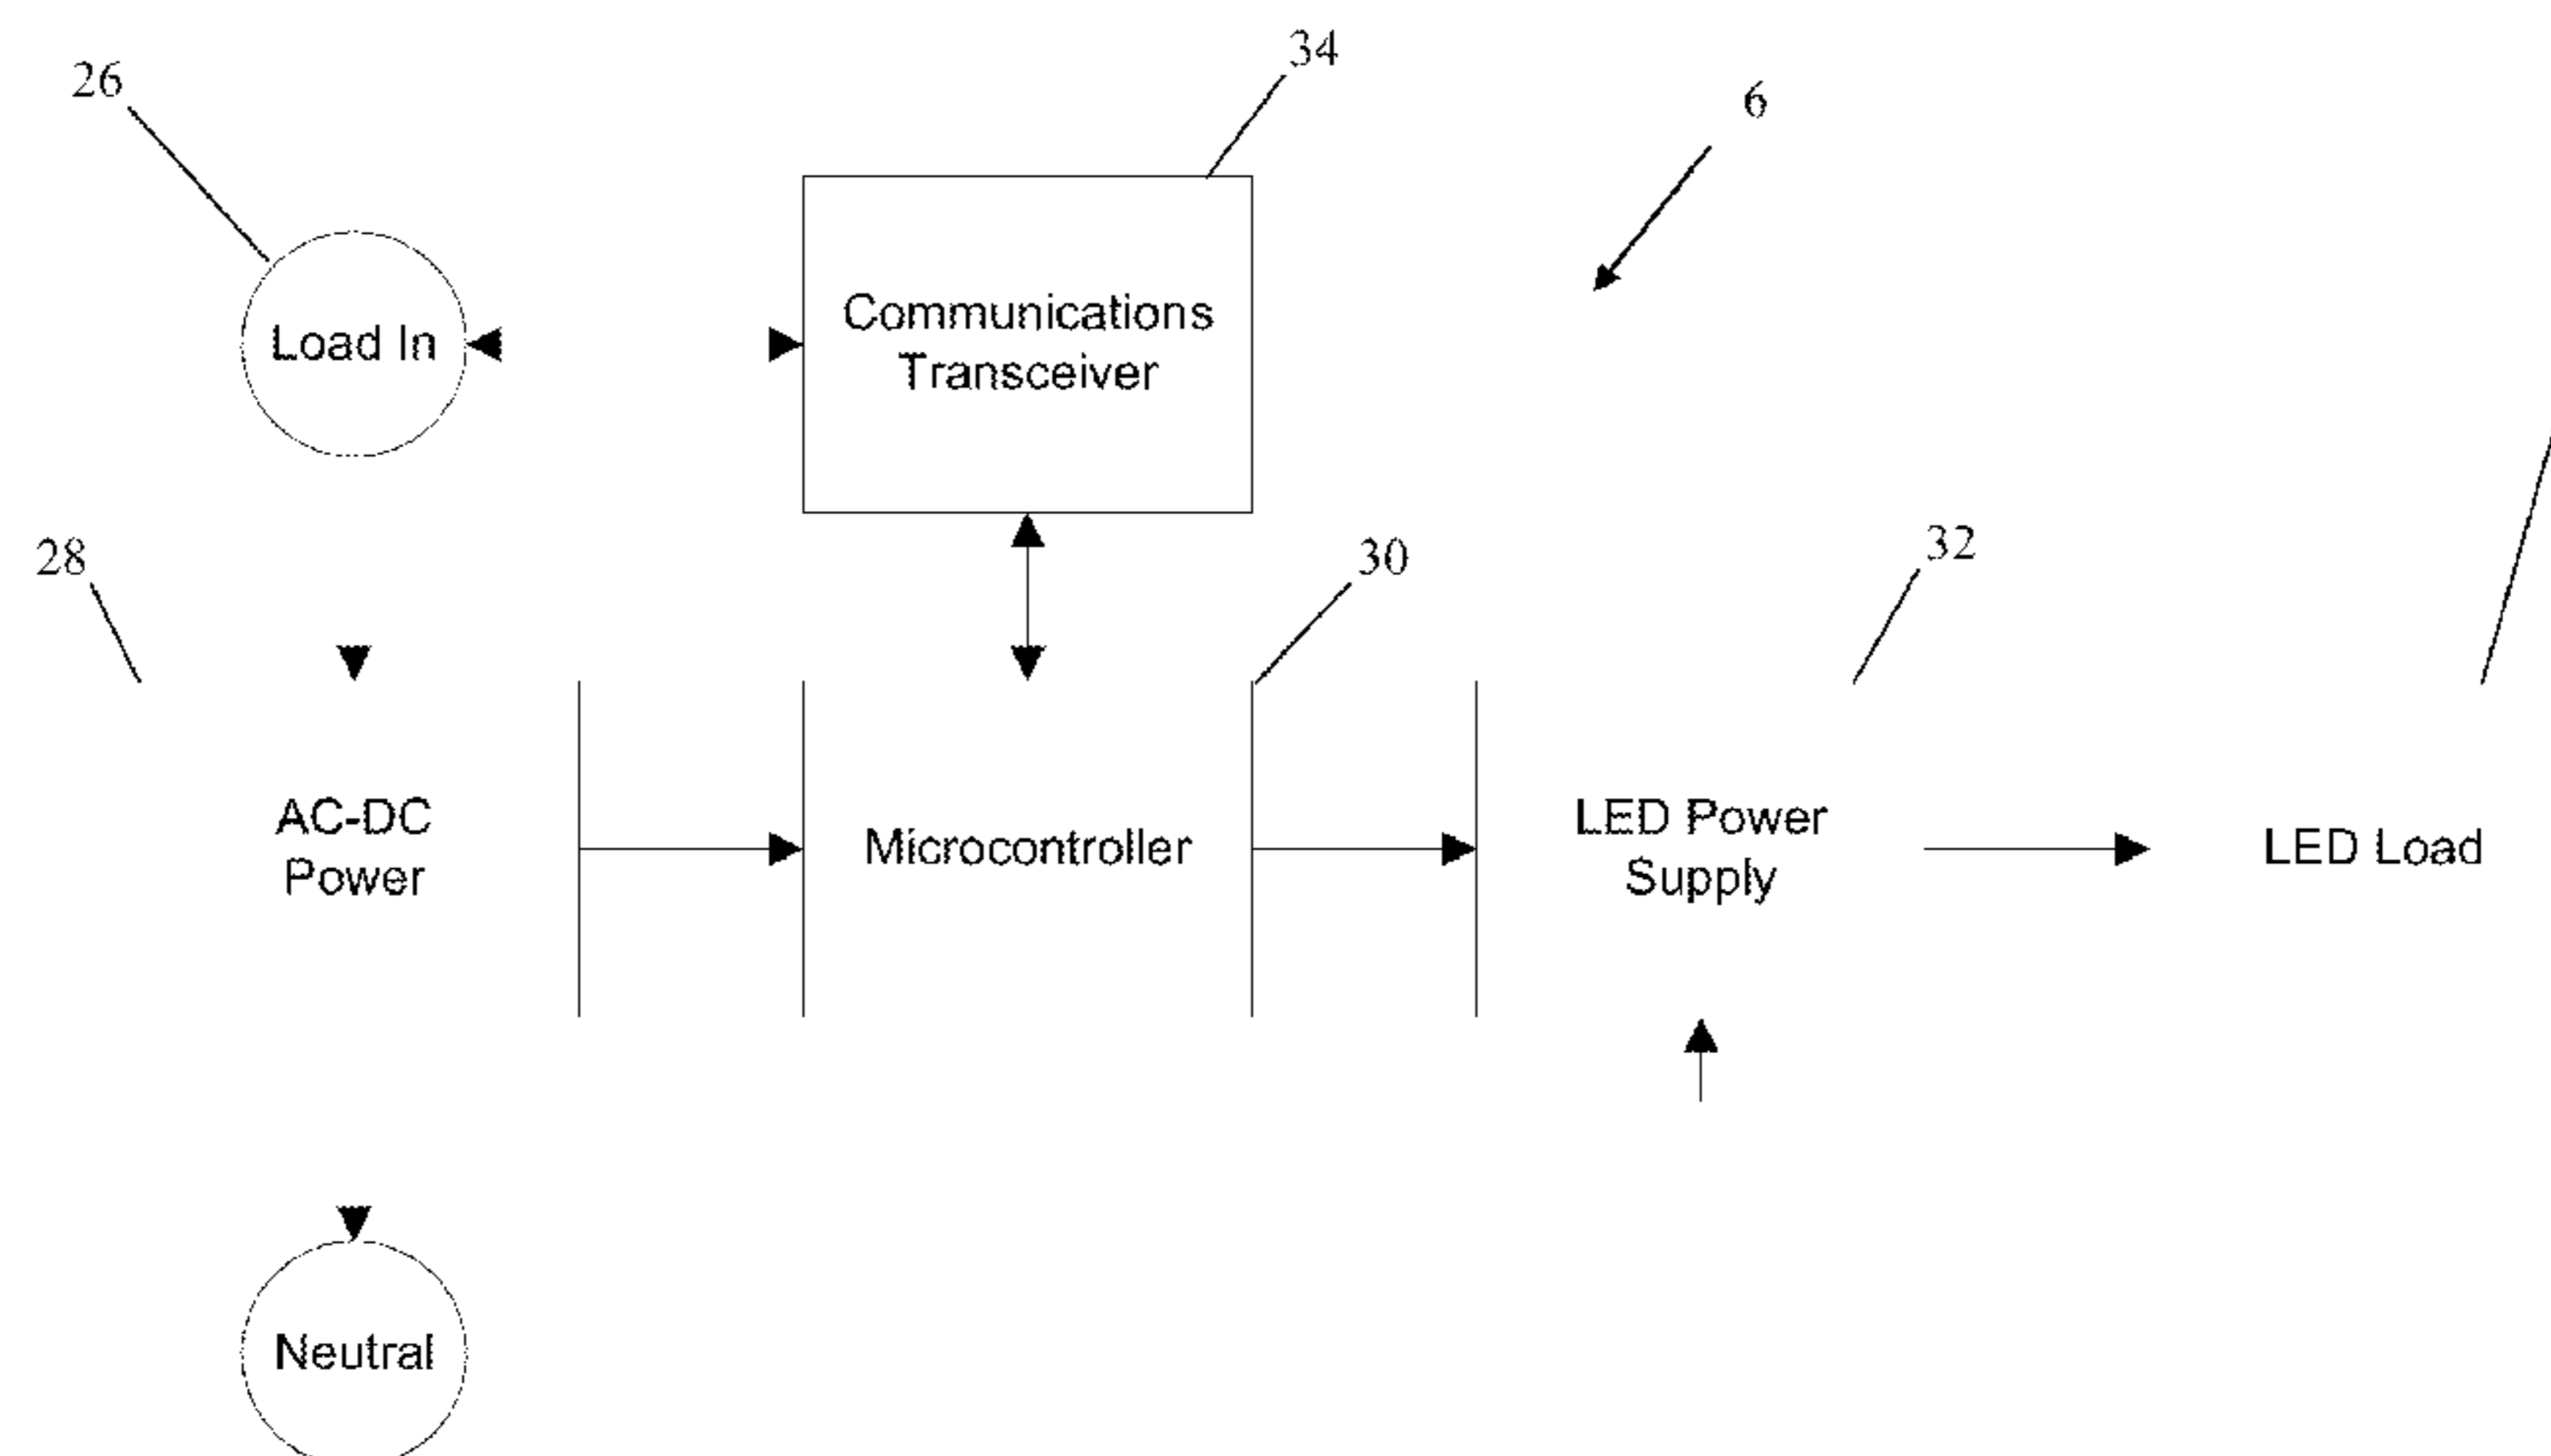 34
26
6
Load In
Communications
Transceiver
28
30
32
AC-DC
Power
Microcontroller
LED Power
Supply
LED Load
Neutral